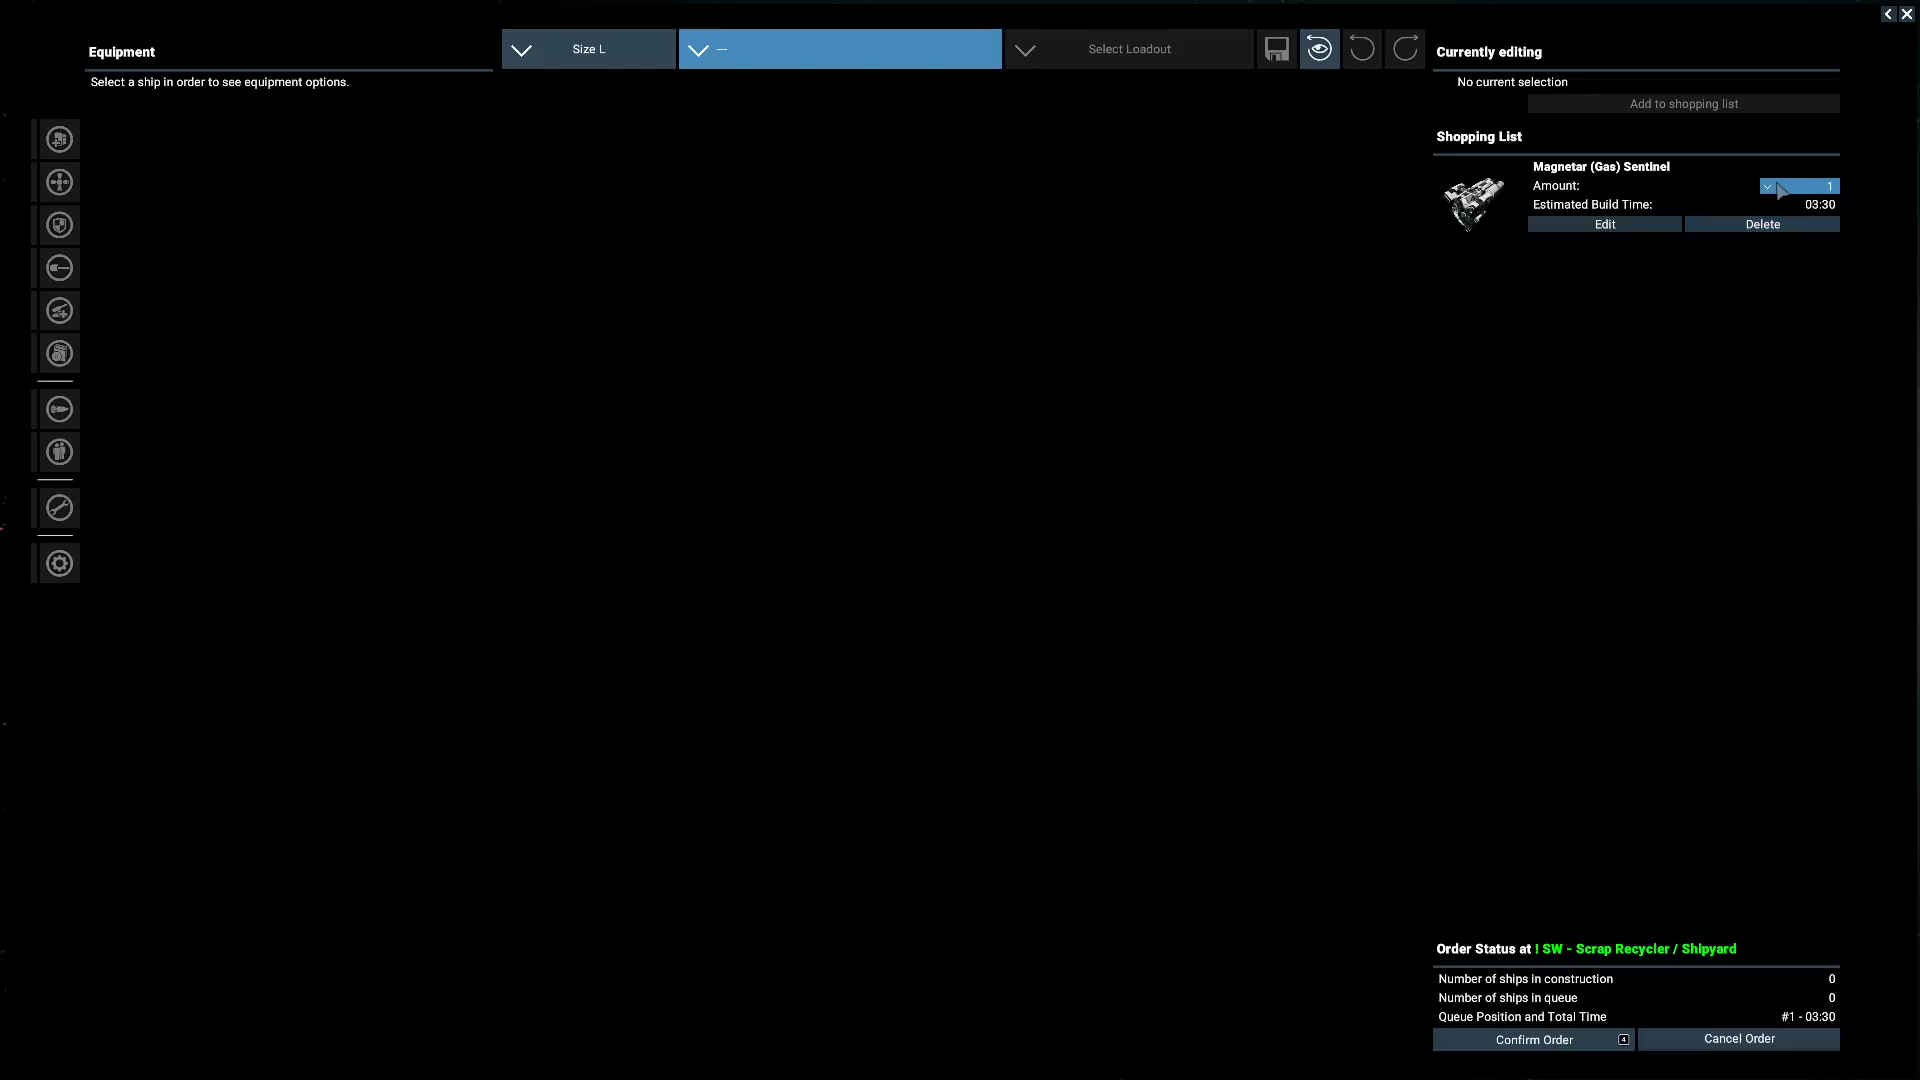 Equipment
Select a ship in order to see equipment options.
Size L
---
Select Loadout
Currently editing
No current selection
Add to shopping list
Shopping List
Magnetar (Gas) Sentinel
Amount: 1
Estimated Build Time: 03:30
Edit Delete
Order Status at ! SW - Scrap Recycler / Shipyard
Number of ships in construction 0
Number of ships in queue 0
Queue Position and Total Time #1 - 03:30
Confirm Order 4 Cancel Order